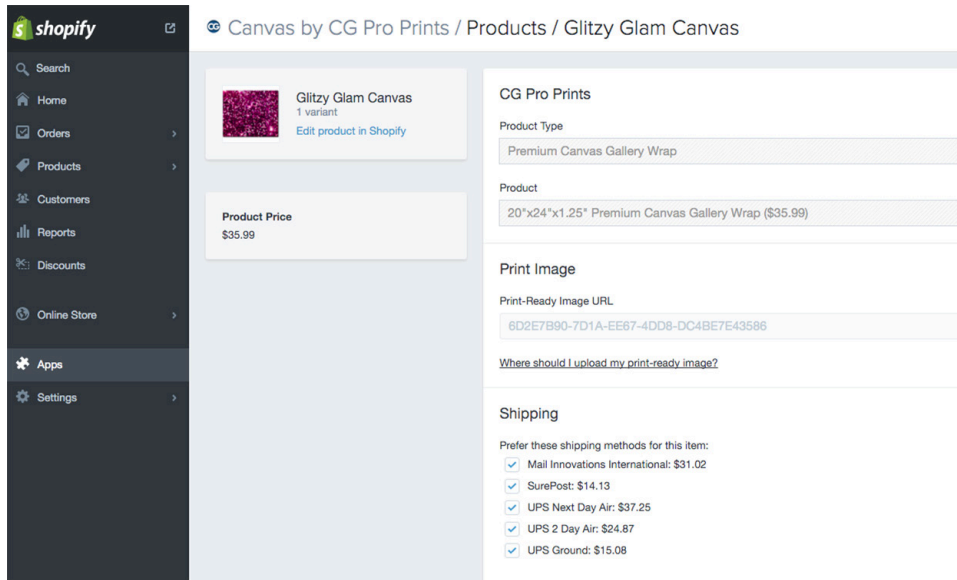 shopify
Search
Home
Orders
Products
Customers
Reports
Discounts
Online Store
Apps
Settings
CG Canvas by CG Pro Prints / Products / Glitzy Glam Canvas
Glitzy Glam Canvas
1 variant
Edit product in Shopify
Product Price
$35.99
CG Pro Prints
Product Type
Premium Canvas Gallery Wrap
Product
20"x24"x1.25" Premium Canvas Gallery Wrap ($35.99)
Print Image
Print-Ready Image URL
6D2E7B90-7D1A-EE67-4DD8-DC4BE7E43586
Where should I upload my print-ready image?
Shipping
Prefer these shipping methods for this item:
Mail Innovations International: $31.02
SurePost: $14.13
UPS Next Day Air: $37.25
UPS 2 Day Air: $24.87
UPS Ground: $15.08